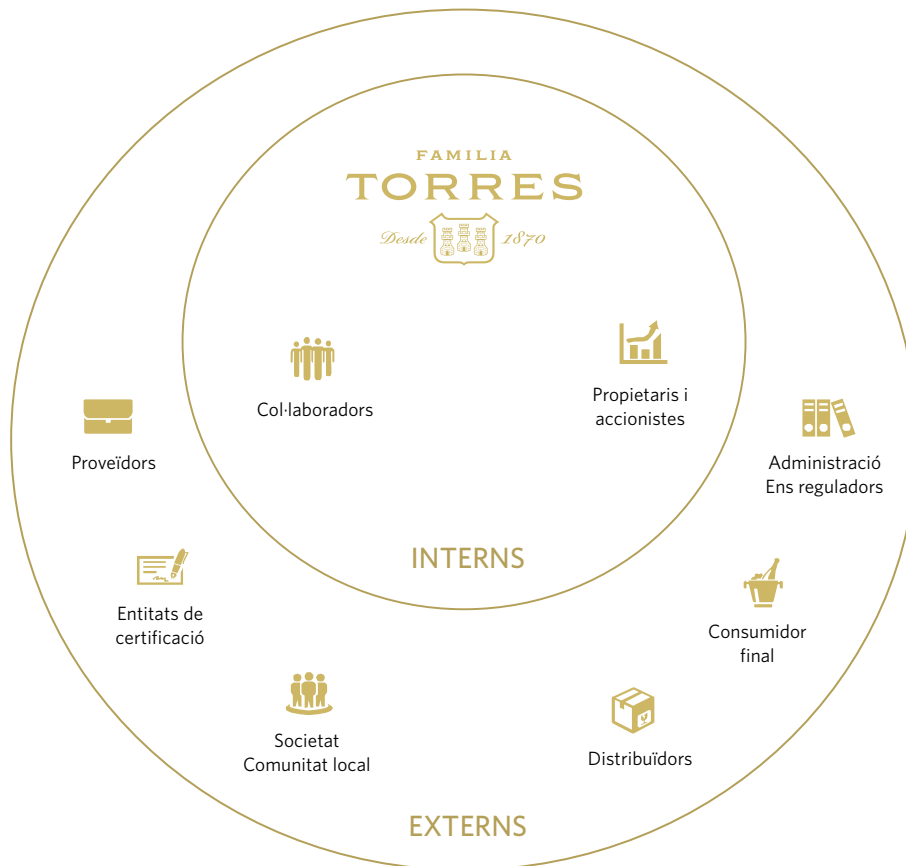 FAMILIA
TORRES
Desde 1870
Col·laboradors
Propietaris i
accionistes
Proveïdors
Administració
Ens reguladors
INTERNS
Entitats de
certificació
Consumidor
final
Societat
Comunitat local
Distribuïdors
EXTERNS